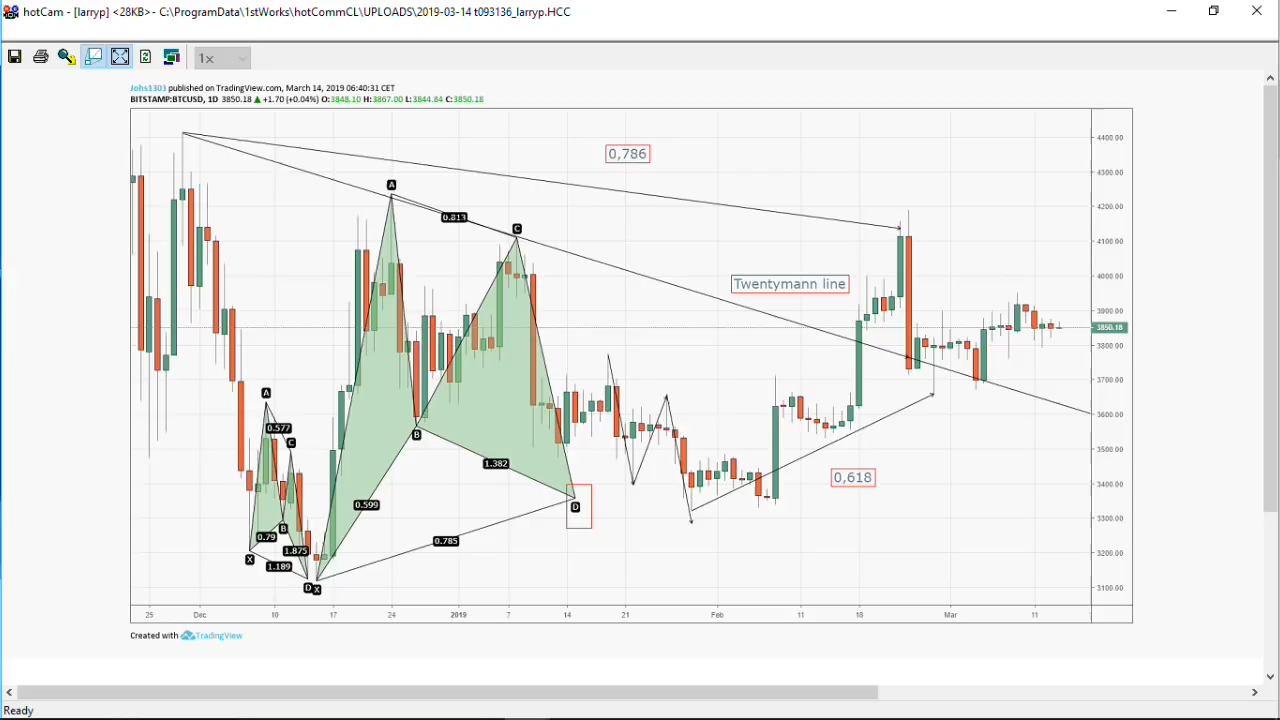 hotCam - [larryp] <28KB>- C:\ProgramData\1stWorks\hotCommCL\UPLOADS\2019-03-14 t093136_larryp.HCC
1x
Johs1303 published on TradingView.com, March 14, 2019 06:40:31 CET
BITSTAMP:BTCUSD, 1D 3850.18 ▲ +1.70 (+0.04%) O:3848.10 H:3867.00 L:3844.84 C:3850.18
4400.00
0,786
4300.00
A
4200.00
0.813
C
4100.00
Twentymann line
4000.00
3900.00
3850.18
3800.00
3700.00
A
3600.00
0.577
B
C
3500.00
1.382
0,618
3400.00
0.599
D
3300.00
B
0.79
0.785
1.875
3200.00
X
1.189
D X
3100.00
25 Dec 10 17 24 2019 7 14 21 Feb 11 18 Mar 11
Created with TradingView
Ready